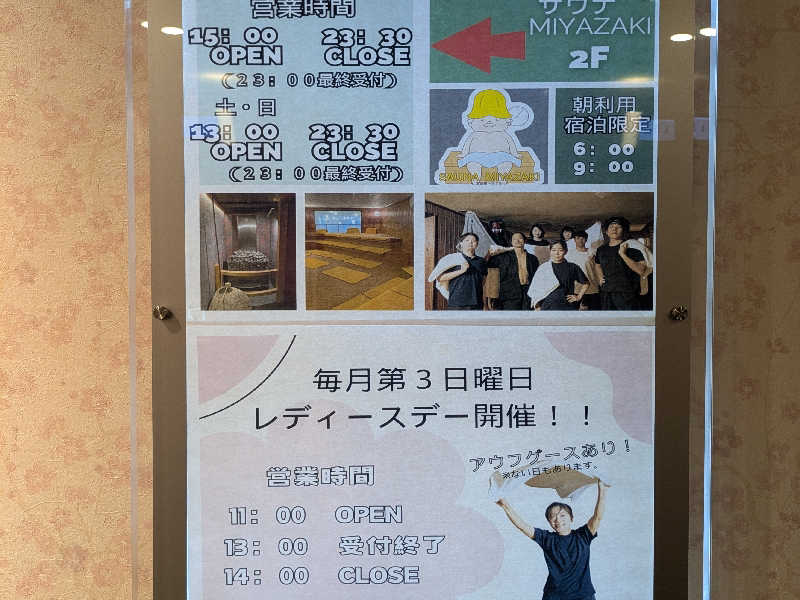 営業時間
15：00 23：30
OPEN CLOSE
(23：00最終受付)
土・日
13：00 23：30
OPEN CLOSE
(23：00最終受付)
サウナ
MIYAZAKI
2F
SAUNA MIYAZAKI
朝利用
宿泊限定
6：00
9：00
毎月第３日曜日
レディースデー開催！！
営業時間
11：00 OPEN
13：00 受付終了
14：00 CLOSE
アウフグースあり！
※ない日もあります。